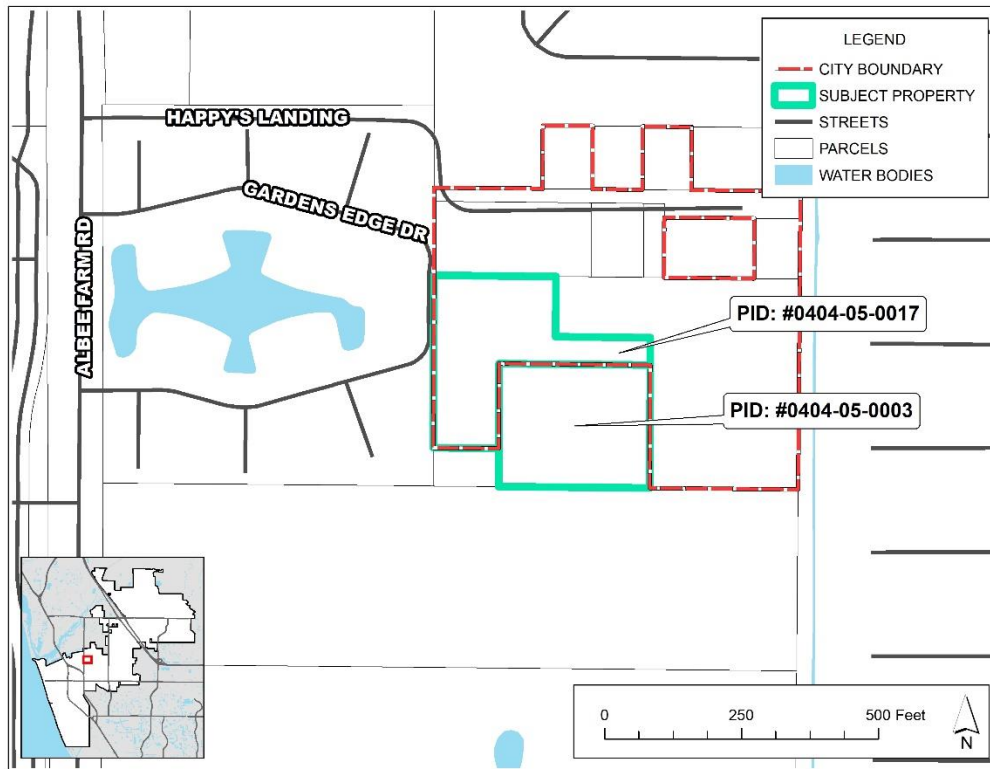 LEGEND
CITY BOUNDARY
SUBJECT PROPERTY
STREETS
PARCELS
WATER BODIES
HAPPY'S LANDING
GARDENS EDGE DR
ALBEE FARM RD
PID: #0404-05-0017
PID: #0404-05-0003
0 250 500 Feet
N